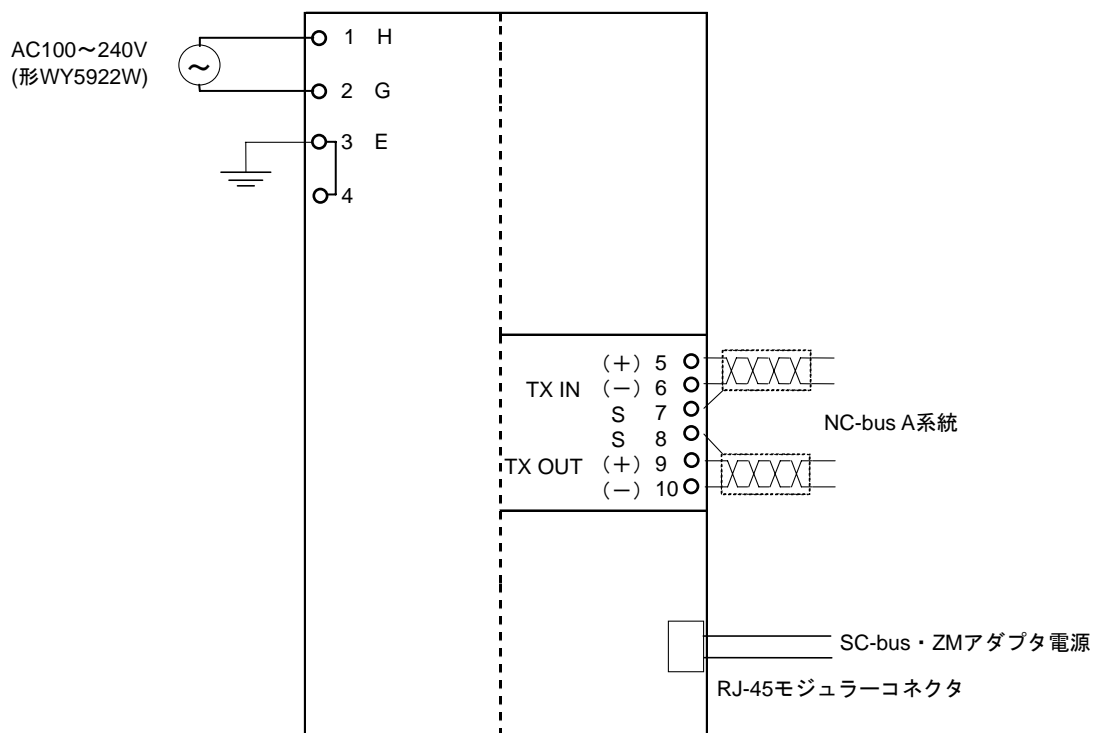 AC100～240V
(形WY5922W)
～
1 H
2 G
3 E
4
(＋) 5
TX IN (－) 6
S 7
S 8
TX OUT (＋) 9
(－) 10
NC-bus A系統
SC-bus・ZMアダプタ電源
RJ-45モジュラーコネクタ